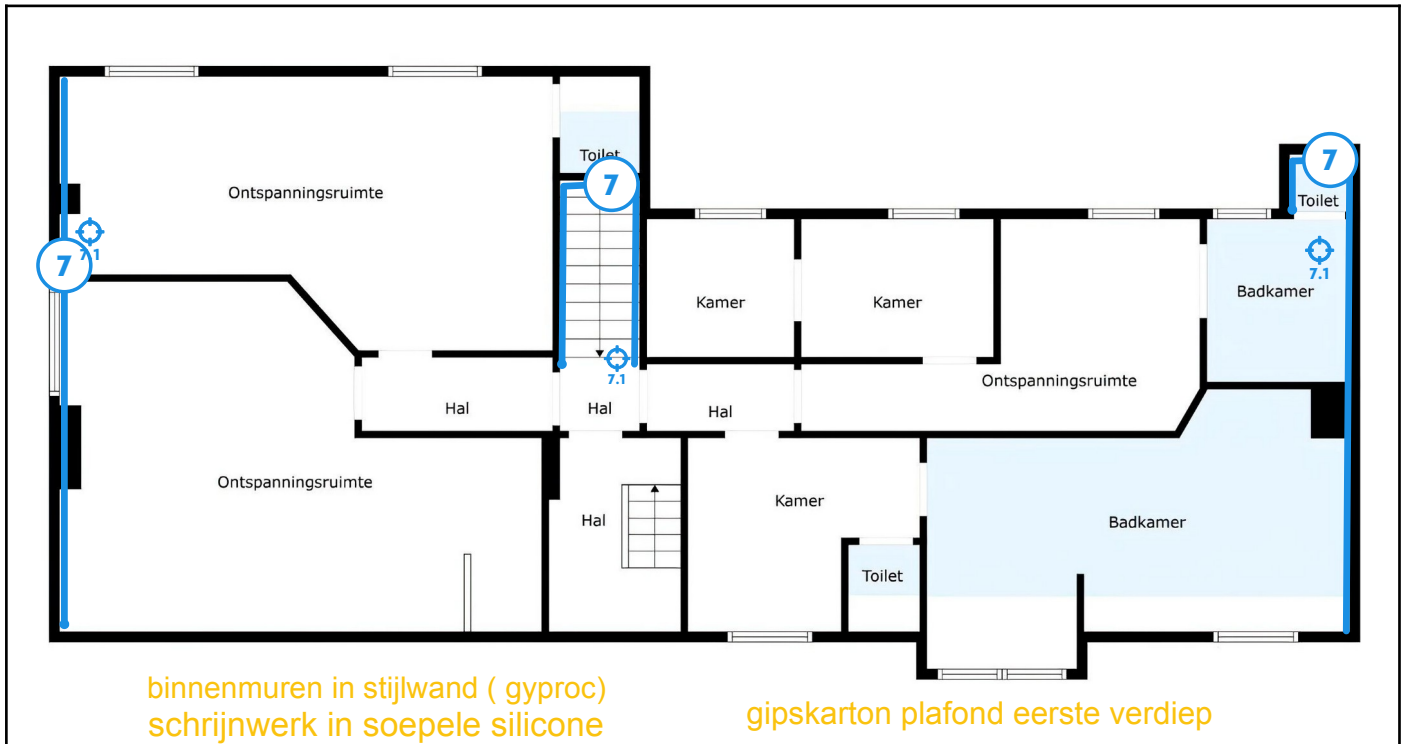 Toilet
7
7
Ontspanningsruimte
Toilet
7.1
7.1
7
7.1
Badkamer
Kamer
Kamer
Ontspanningsruimte
Hal
Hal
Hal
Ontspanningsruimte
Kamer
Hal
Badkamer
Toilet
binnenmuren in stijlwand ( gyproc)
schrijnwerk in soepele silicone
gipskarton plafond eerste verdiep